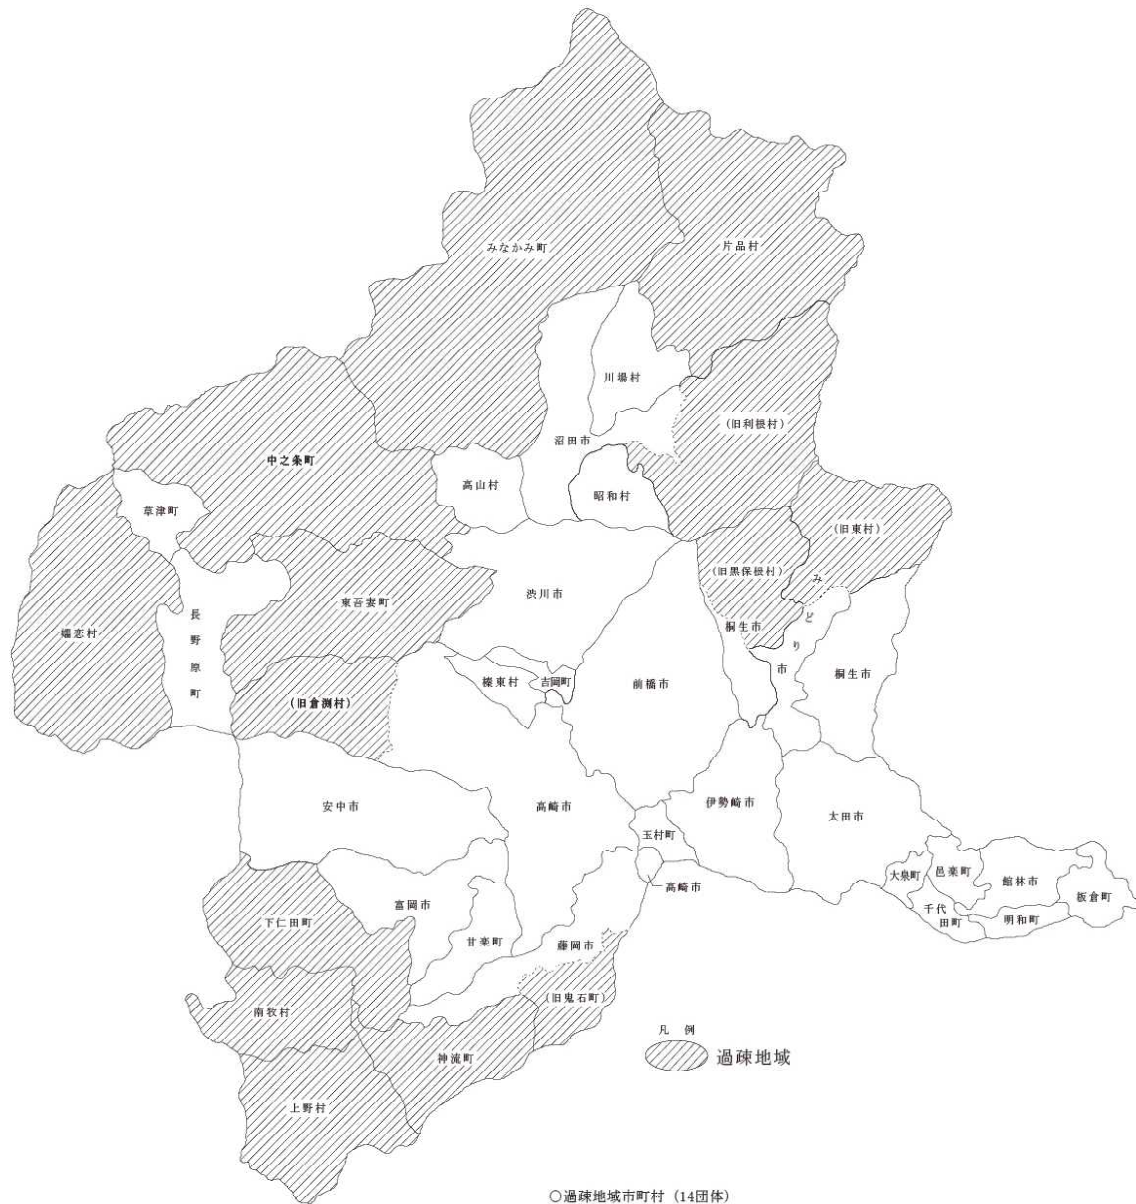 みなかみ町
片品村
川場村
(旧利根村)
沼田市
中之条町
高山村
昭和村
草津町
(旧東村)
(旧黒保根村)
みどり市
渋川市
東吾妻町
長野原町
嬬恋村
桐生市
桐生市
榛東村
吉岡町
前橋市
(旧倉渕村)
安中市
高崎市
伊勢崎市
太田市
玉村町
高崎市
大泉町
邑楽町
館林市
板倉町
千代
田町
明和町
富岡市
下仁田町
甘楽町
藤岡市
(旧鬼石町)
南牧村
神流町
上野村
凡 例
過疎地域
○過疎地域市町村 (14団体)